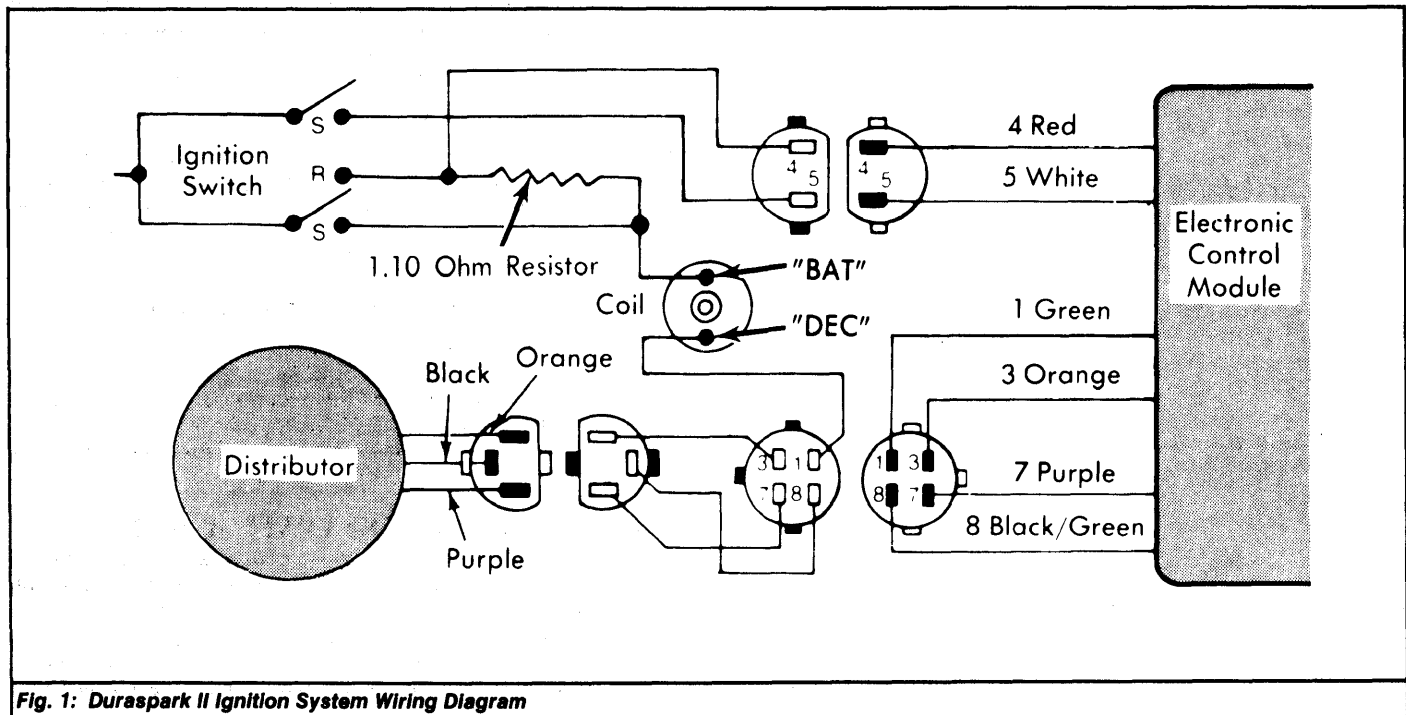 S
Ignition
Switch
R
S
1.10 Ohm Resistor
4
5
4
5
4 Red
5 White
Electronic
Control
Module
"BAT"
Coil
"DEC"
1 Green
3 Orange
7 Purple
8 Black/Green
Orange
Black
Distributor
Purple
3 1
7 8
1 3
8 7
Fig. 1: Duraspark II Ignition System Wiring Diagram